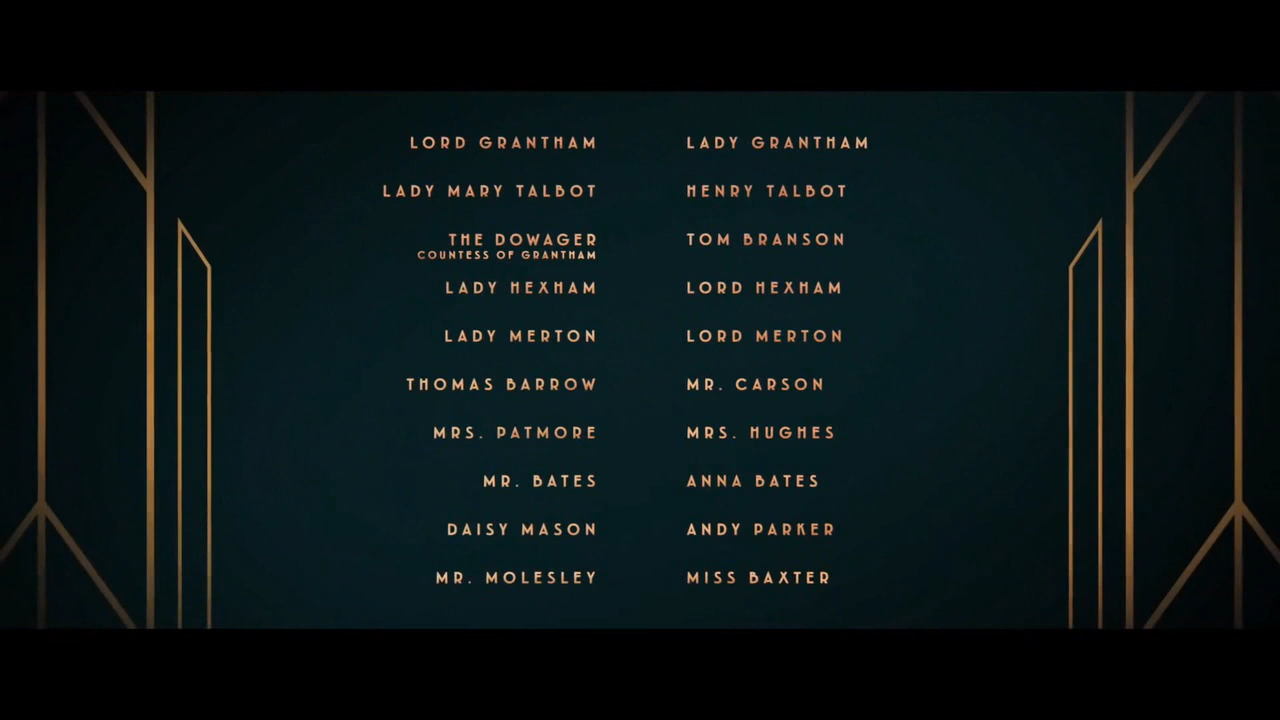 LORD GRANTHAM LADY GRANTHAM
LADY MARY TALBOT HENRY TALBOT
THE DOWAGER TOM BRANSON
COUNTESS OF GRANTHAM
LADY HEXHAM LORD HEXHAM
LADY MERTON LORD MERTON
THOMAS BARROW MR. CARSON
MRS. PATMORE MRS. HUGHES
MR. BATES ANNA BATES
DAISY MASON ANDY PARKER
MR. MOLESLEY MISS BAXTER